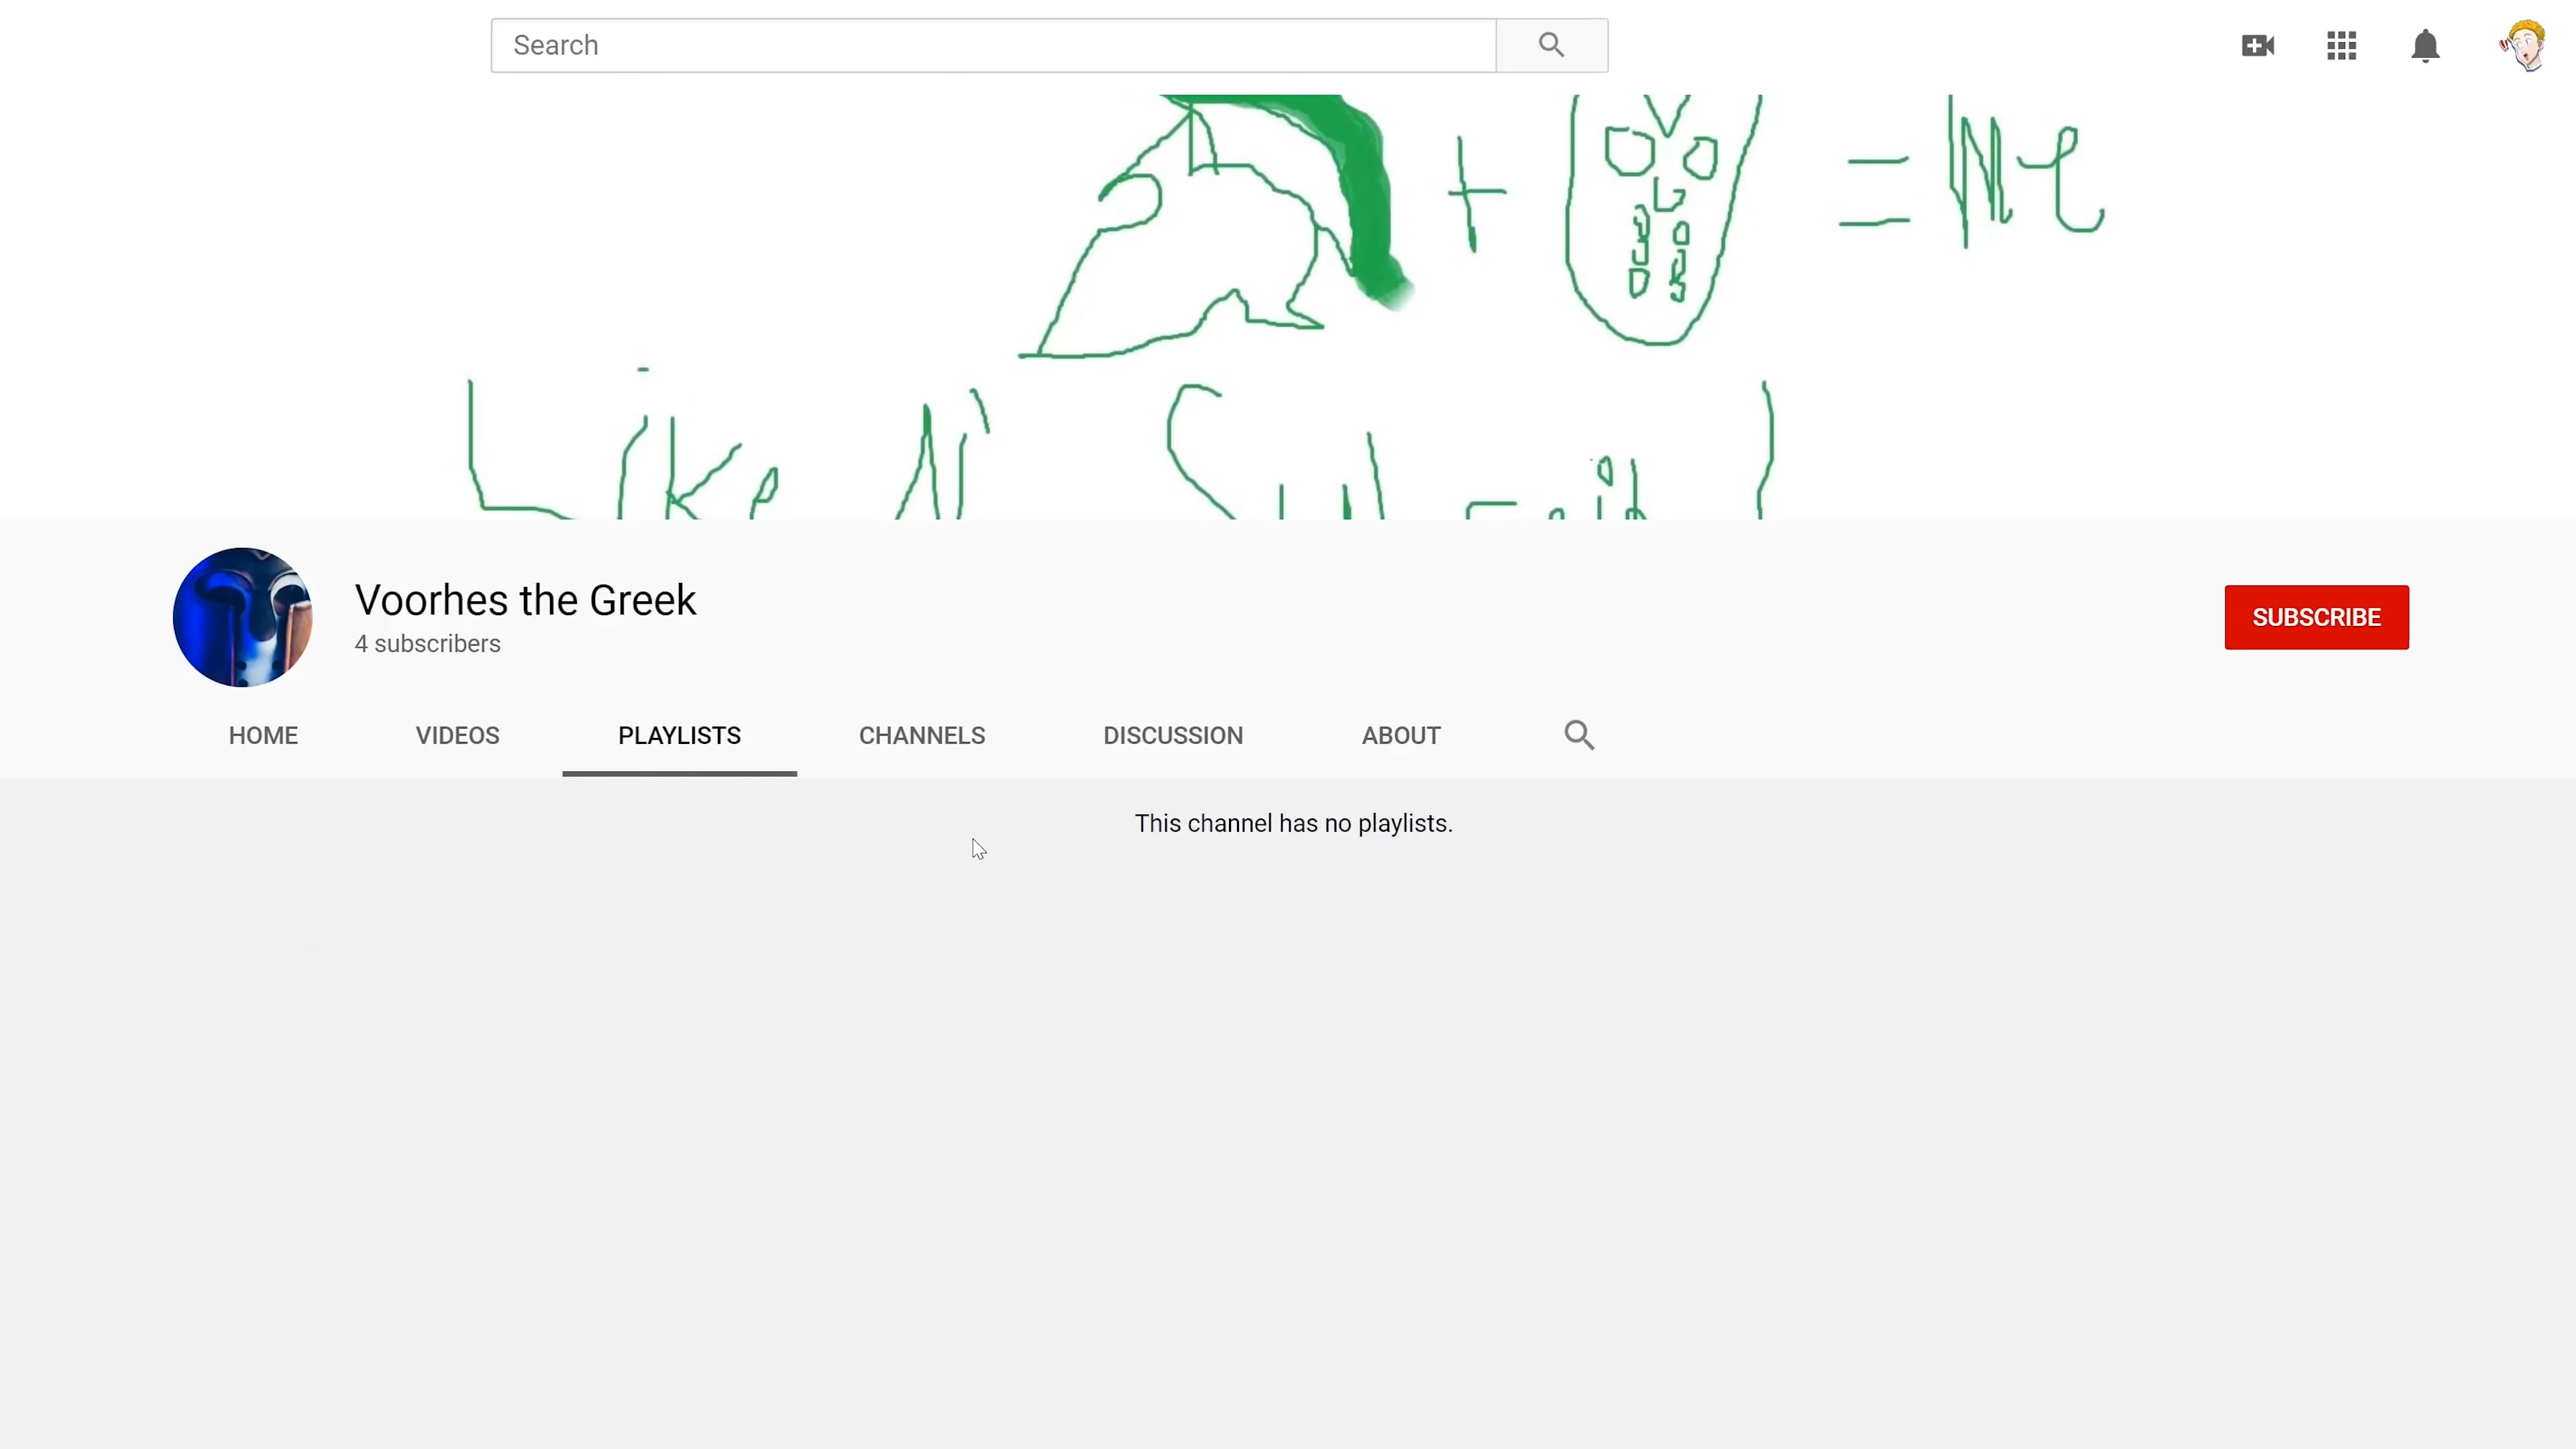 Search
+ = Me
Like N'
Voorhes the Greek
4 subscribers
SUBSCRIBE
HOME VIDEOS PLAYLISTS CHANNELS DISCUSSION ABOUT
This channel has no playlists.